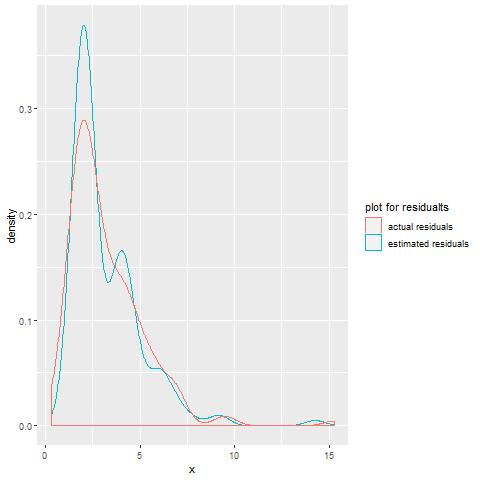 0.3
0.2
0.1
0.0
density
0
5
10
15
x
plot for residualts
actual residuals
estimated residuals